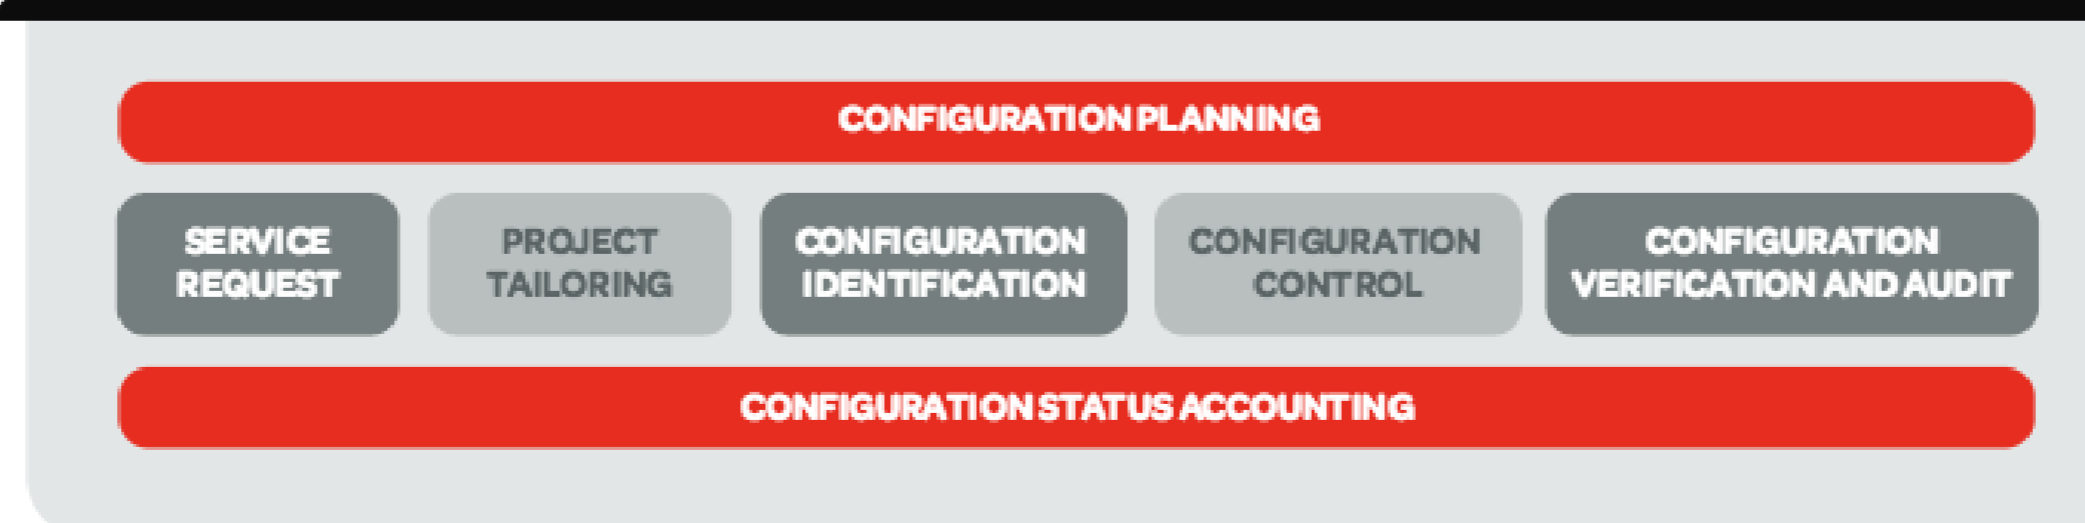 CONFIGURATION PLANNING
SERVICE
REQUEST
PROJECT
TAILORING
CONFIGURATION
IDENTIFICATION
CONFIGURATION
CONTROL
CONFIGURATION
VERIFICATION AND AUDIT
CONFIGURATION STATUS ACCOUNTING